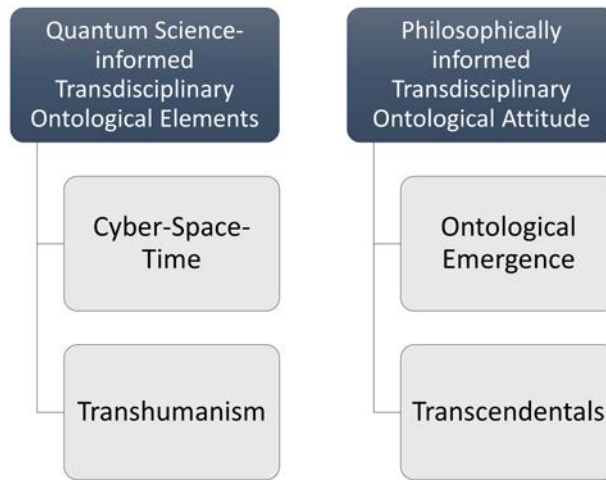 Quantum Science-
informed
Transdisciplinary
Ontological Elements
Cyber-Space-
Time
Transhumanism
Philosophically
informed
Transdisciplinary
Ontological Attitude
Ontological
Emergence
Transcendentals